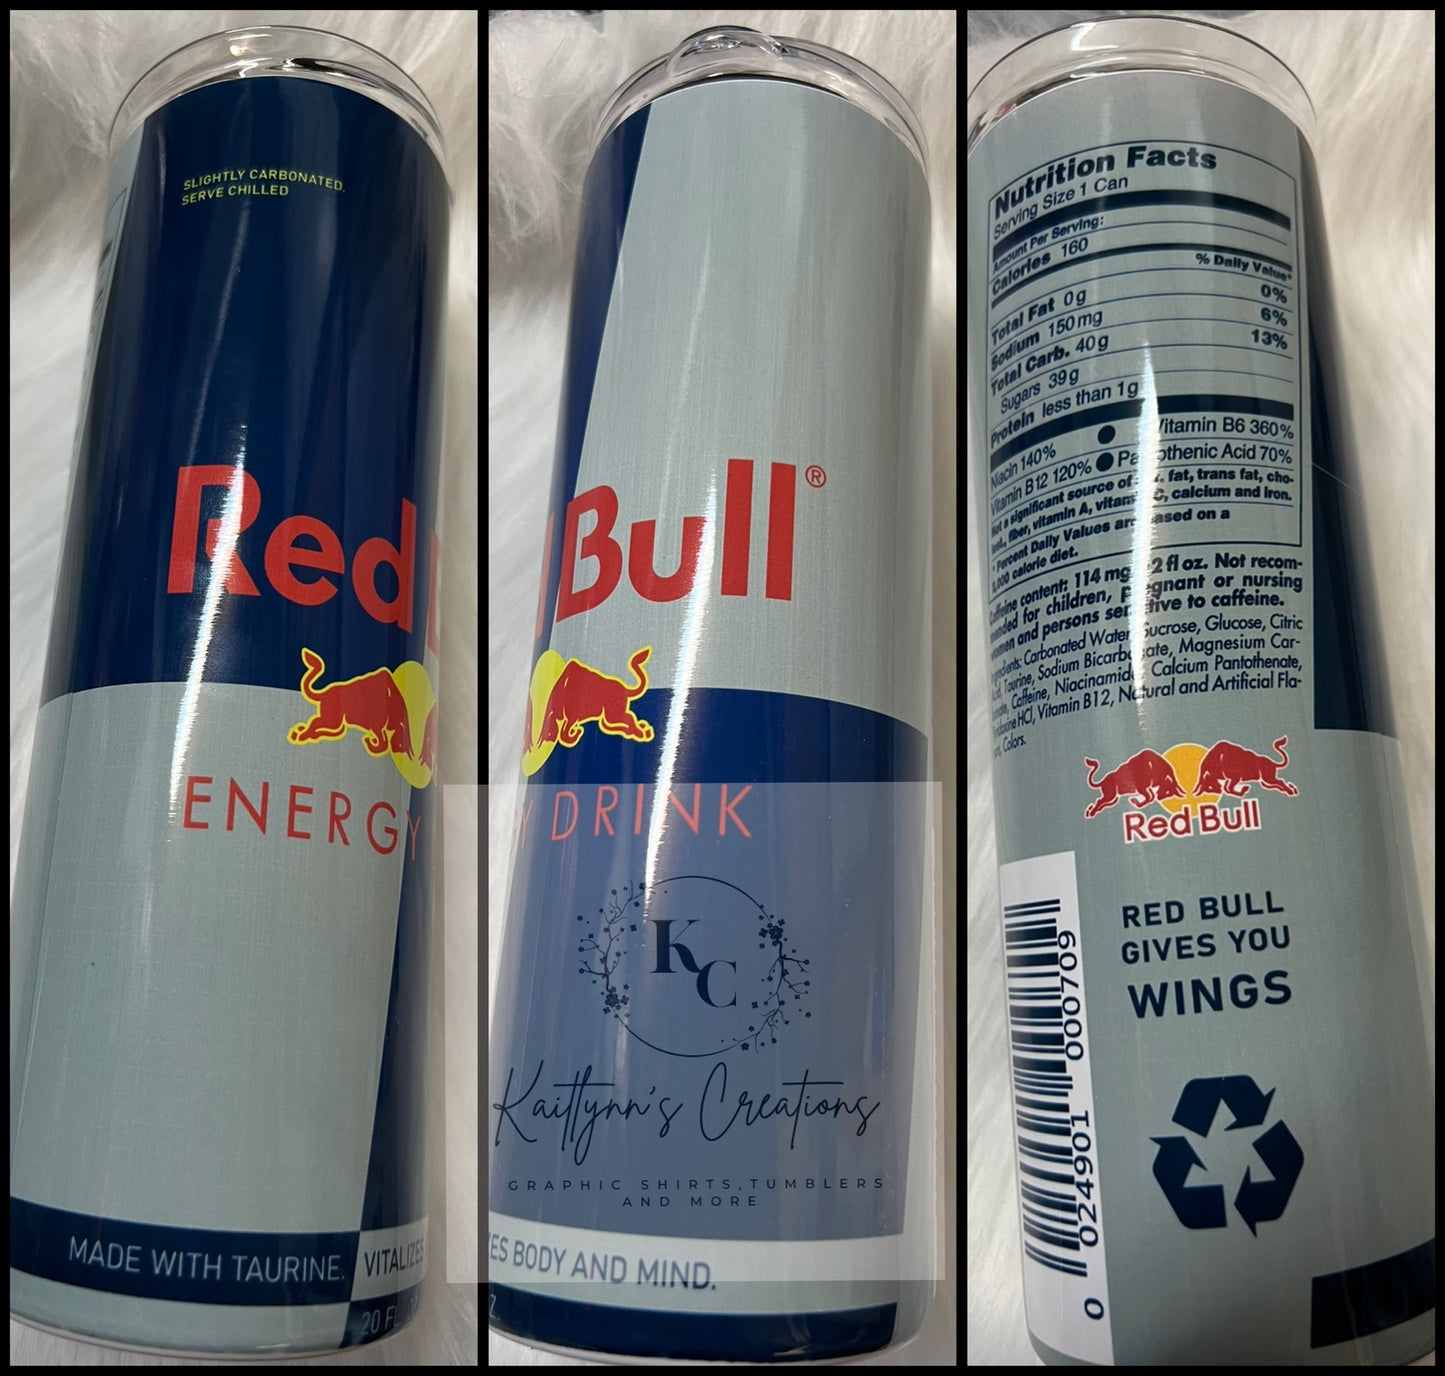 SLIGHTLY CARBONATED.
SERVE CHILLED
Red
ENERGY
MADE WITH TAURINE. VITALIZES
20 FL
Bull®
Y DRINK
KC
Kaitlynn's Creations
GRAPHIC SHIRTS, TUMBLERS
AND MORE
ZES BODY AND MIND.
Z.
Nutrition Facts
Serving Size 1 Can
Amount Per Serving:
Calories 160
% Daily Value*
Total Fat 0g 0%
Sodium 150mg 6%
Total Carb. 40g 13%
Sugars 39g
Protein less than 1g
Niacin 140% ● Vitamin B6 360%
Vitamin B12 120% ● Pantothenic Acid 70%
Not a significant source of fat, trans fat, cho-
lest., fiber, vitamin A, vitamin C, calcium and iron.
*Percent Daily Values are based on a
2,000 calorie diet.
Caffeine content: 114 mg 2 fl oz. Not recom-
mended for children, Pregnant or nursing
women and persons sensitive to caffeine.
Ingredients: Carbonated Water, Sucrose, Glucose, Citric
Acid, Taurine, Sodium Bicarbonate, Magnesium Car-
bonate, Caffeine, Niacinamide, Calcium Pantothenate,
Pyridoxine HCl, Vitamin B12, Natural and Artificial Fla-
vors, Colors.
Red Bull
RED BULL
GIVES YOU
WINGS
0 024901 000709